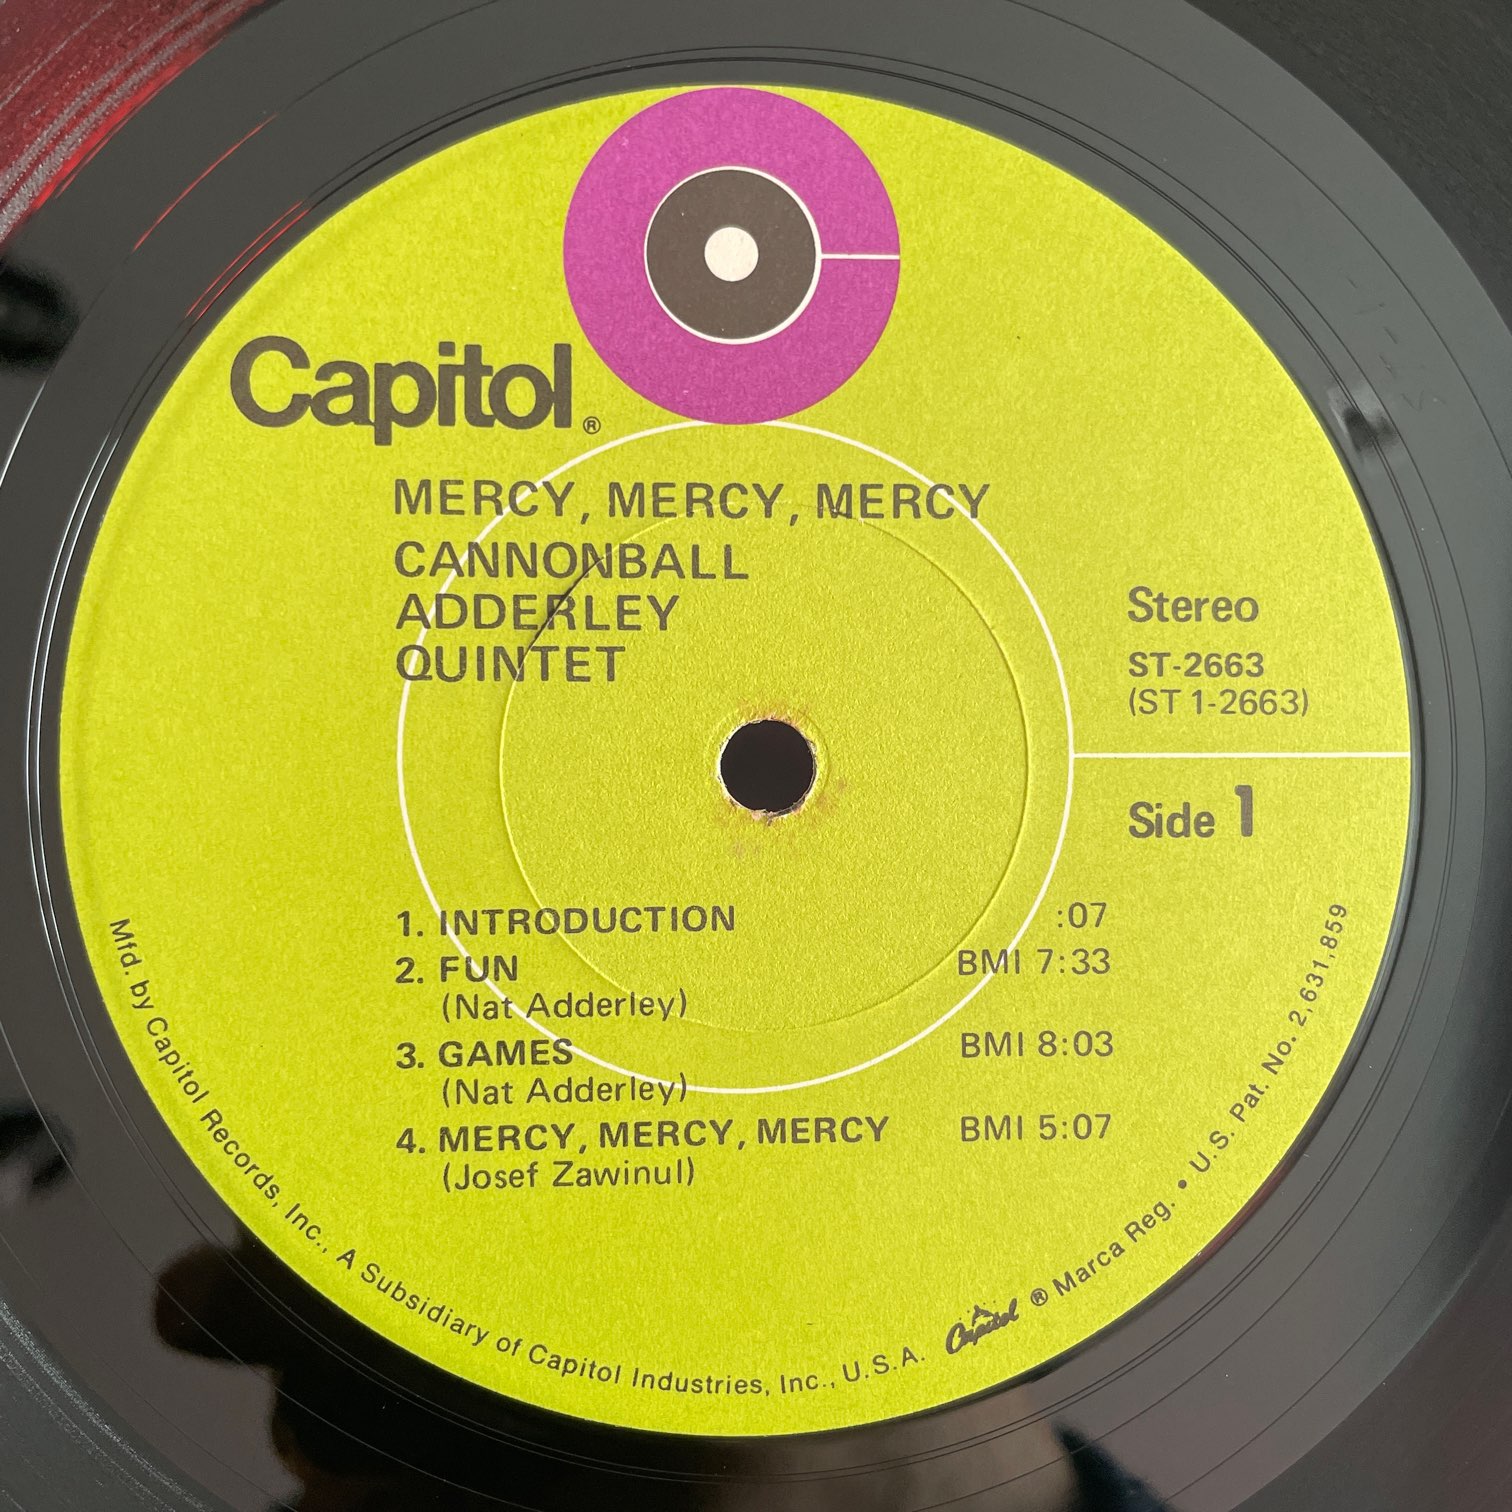 Capitol®
MERCY, MERCY, MERCY
CANNONBALL
ADDERLEY
QUINTET
Stereo
ST-2663
(ST 1-2663)
Side 1
1. INTRODUCTION :07
2. FUN BMI 7:33
(Nat Adderley)
3. GAMES BMI 8:03
(Nat Adderley)
4. MERCY, MERCY, MERCY BMI 5:07
(Josef Zawinul)
Mfd. by Capitol Records, Inc., A Subsidiary of Capitol Industries, Inc., U.S.A. Capitol ® Marca Reg. • U.S. Pat. No. 2,631,859